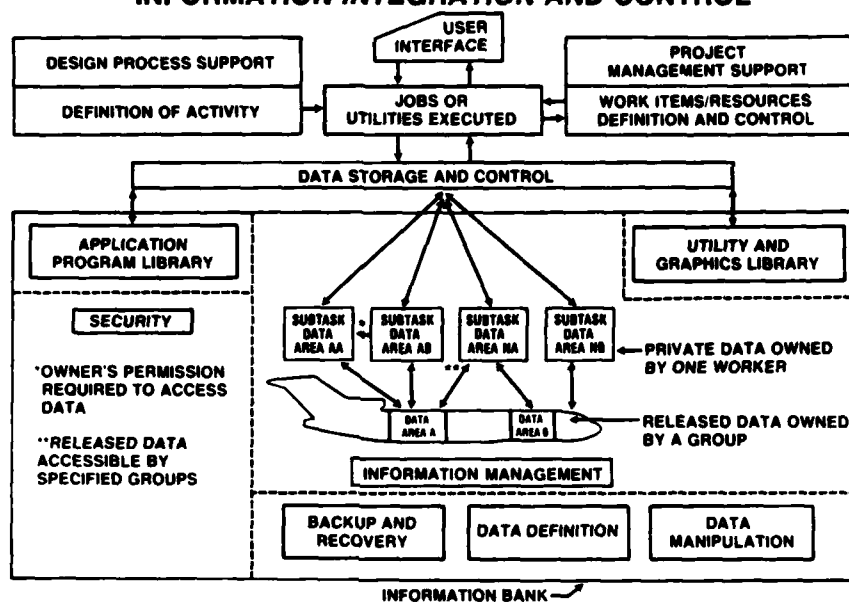 INFORMATION INTEGRATION AND CONTROL
USER
INTERFACE
DESIGN PROCESS SUPPORT
DEFINITION OF ACTIVITY
JOBS OR
UTILITIES EXECUTED
PROJECT
MANAGEMENT SUPPORT
WORK ITEMS/RESOURCES
DEFINITION AND CONTROL
DATA STORAGE AND CONTROL
APPLICATION
PROGRAM LIBRARY
UTILITY AND
GRAPHICS LIBRARY
SECURITY
*OWNER'S PERMISSION
REQUIRED TO ACCESS
DATA
**RELEASED DATA
ACCESSIBLE BY
SPECIFIED GROUPS
SUBTASK
DATA
AREA AA
*
SUBTASK
DATA
AREA AB
**
SUBTASK
DATA
AREA NA
SUBTASK
DATA
AREA NB
PRIVATE DATA OWNED
BY ONE WORKER
DATA
AREA A
DATA
AREA
RELEASED DATA OWNED
BY A GROUP
INFORMATION MANAGEMENT
BACKUP AND
RECOVERY
DATA DEFINITION
DATA
MANIPULATION
INFORMATION BANK